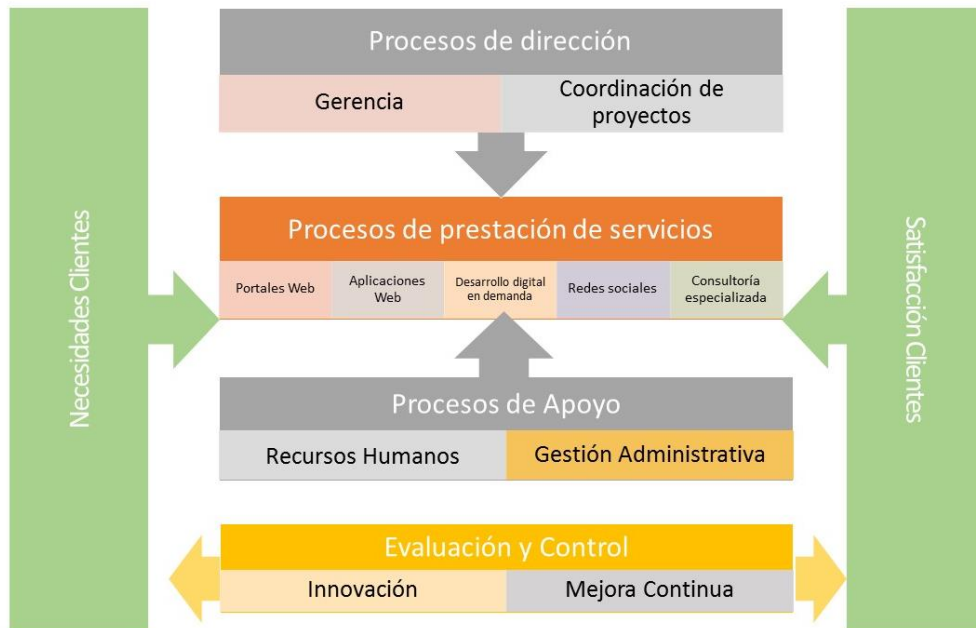 Procesos de dirección
Gerencia
Coordinación de
proyectos
Necesidades Clientes
Procesos de prestación de servicios
Portales Web
Aplicaciones
Web
Desarrollo digital
en demanda
Redes sociales
Consultoría
especializada
Satisfacción Clientes
Procesos de Apoyo
Recursos Humanos
Gestión Administrativa
Evaluación y Control
Innovación
Mejora Continua